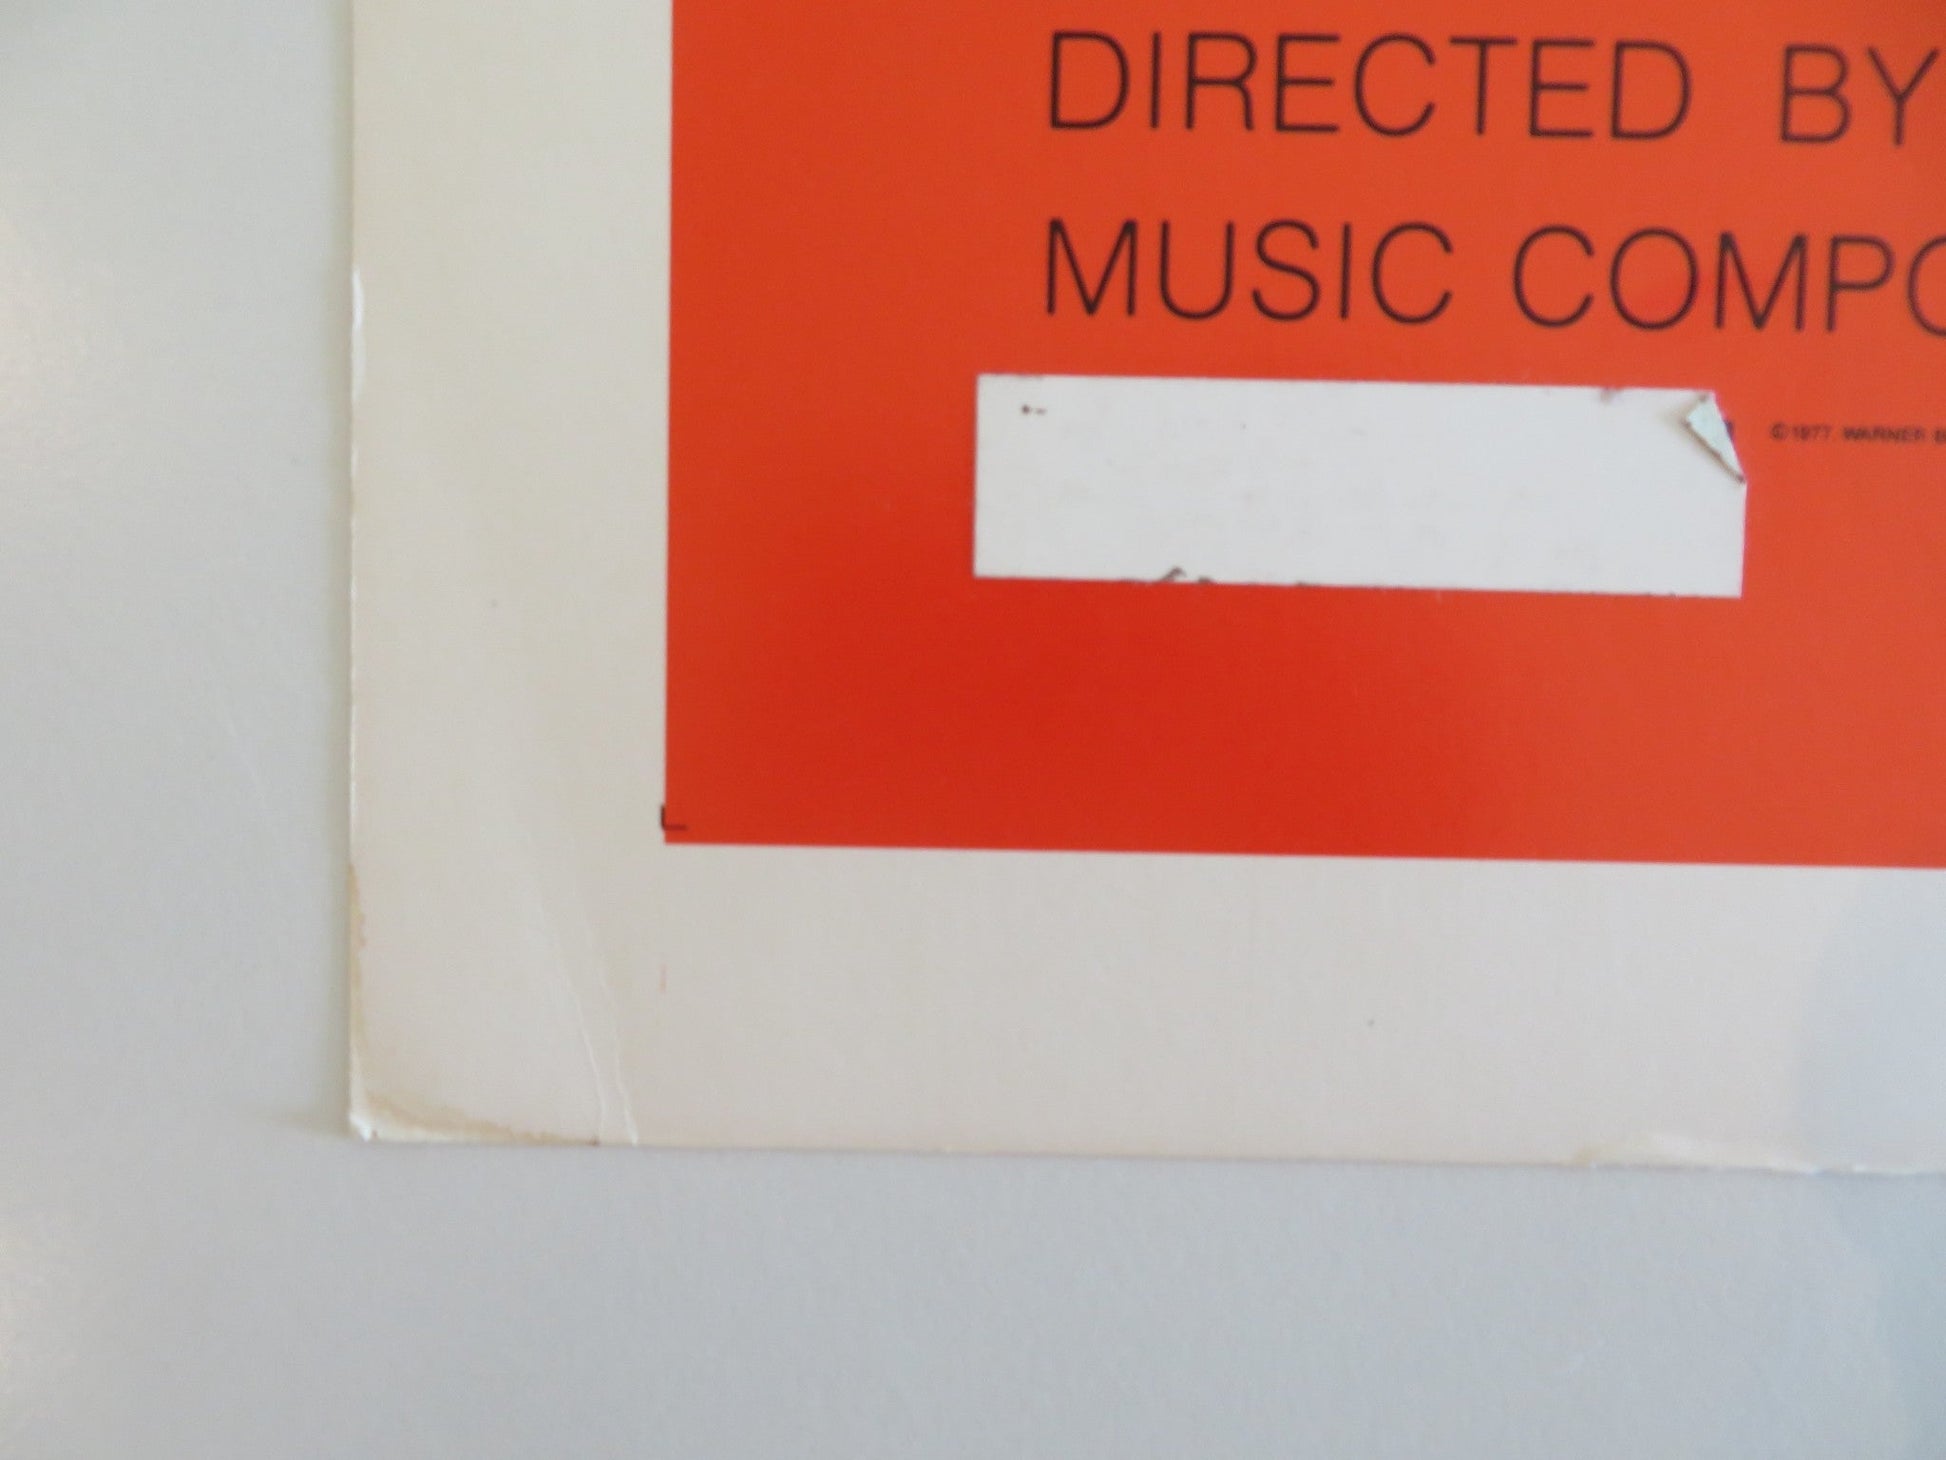 DIRECTED BY
MUSIC COMPO
©1977. WARNER B